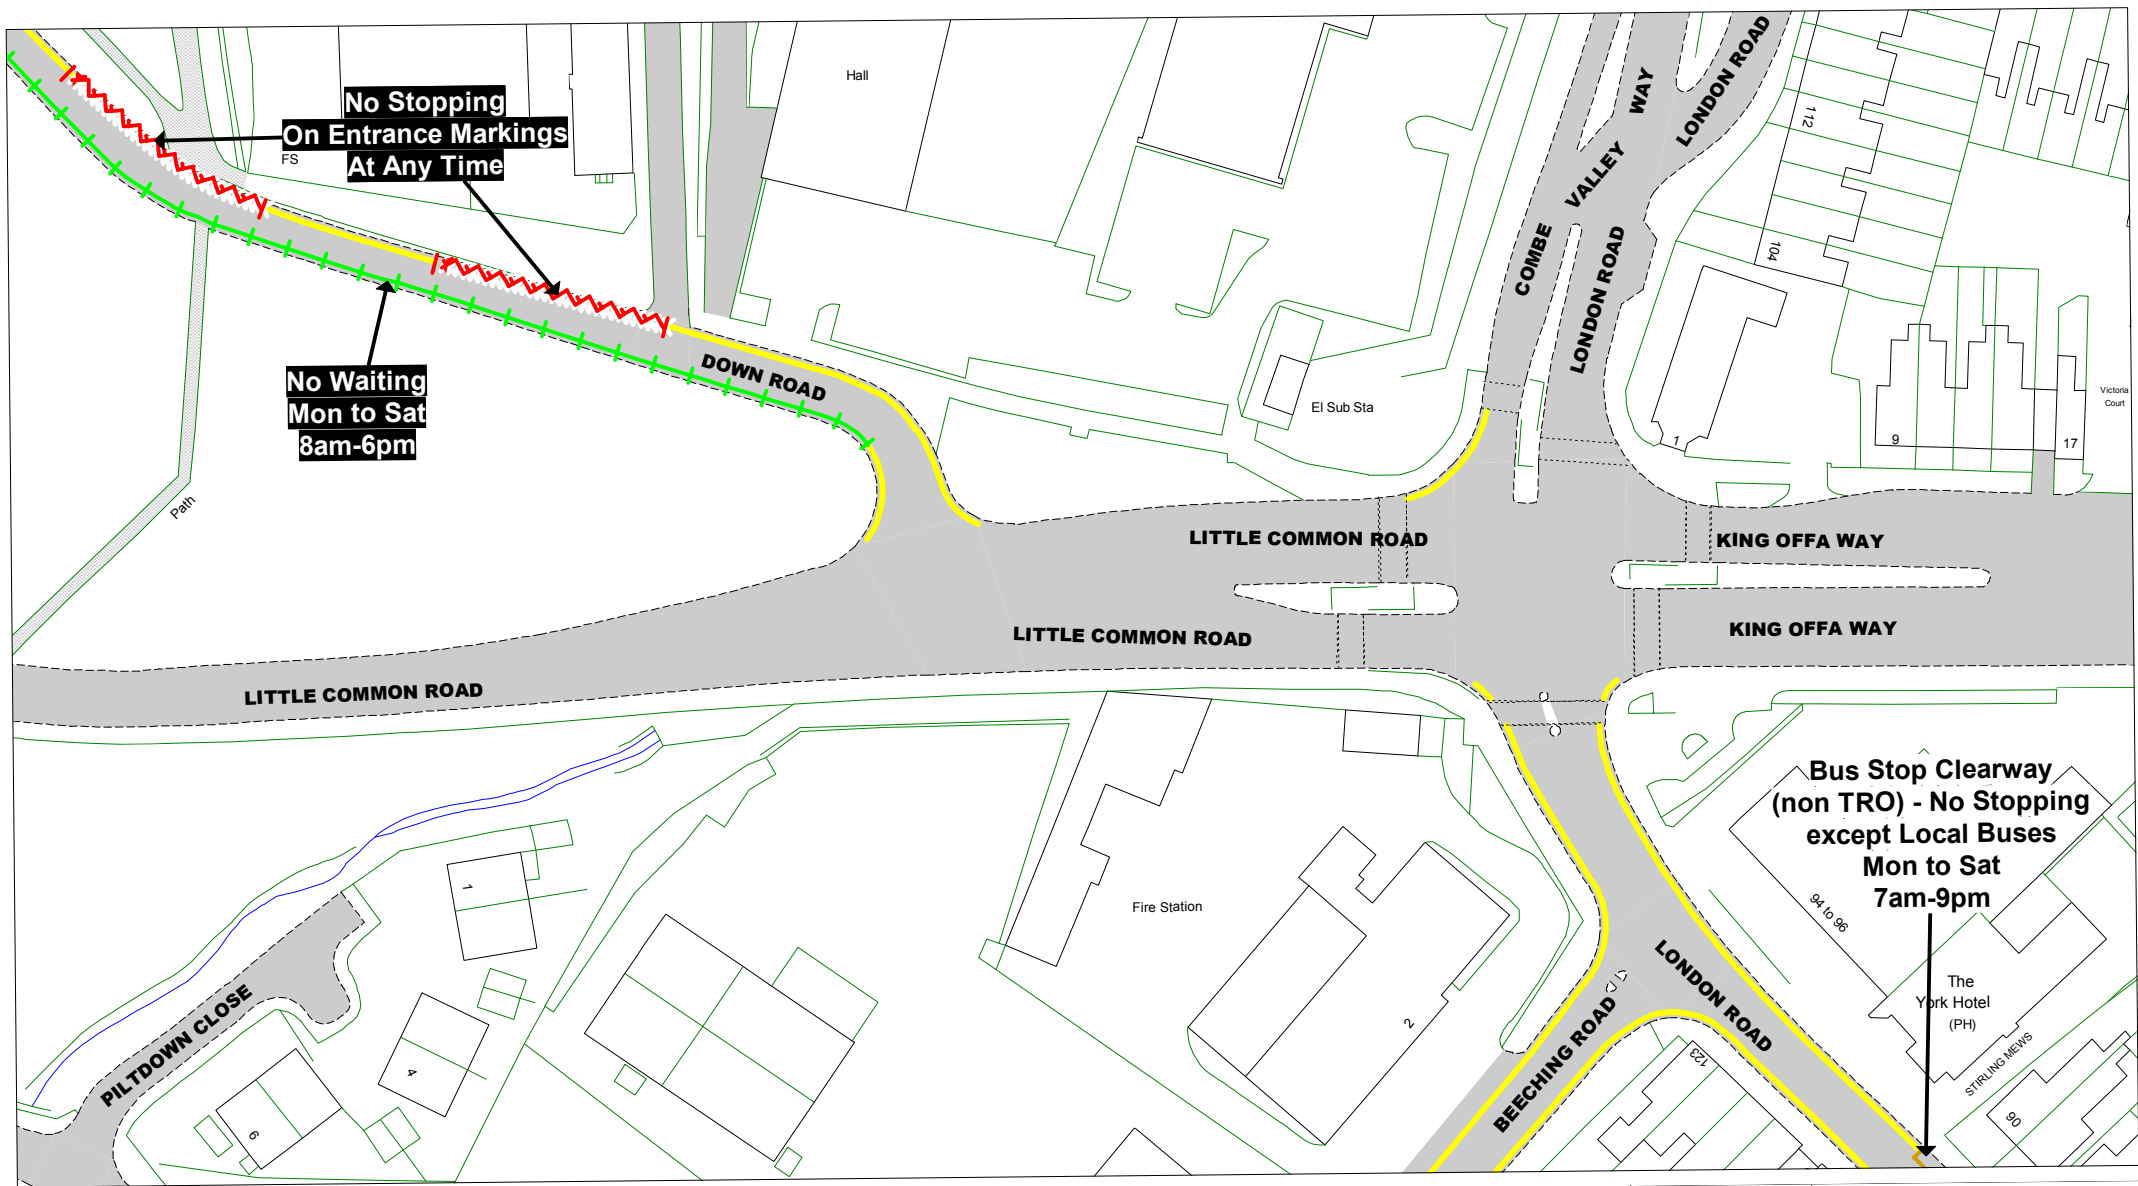 Hall
No Stopping
On Entrance Markings
At Any Time
FS
COMBE VALLEY WAY
LONDON ROAD
LONDON ROAD
112
104
No Waiting
Mon to Sat
8am-6pm
DOWN ROAD
El Sub Sta
1
9
17
Victoria
Court
Path
LITTLE COMMON ROAD
KING OFFA WAY
LITTLE COMMON ROAD
KING OFFA WAY
LITTLE COMMON ROAD
Bus Stop Clearway
(non TRO) - No Stopping
except Local Buses
Mon to Sat
7am-9pm
1
Fire Station
94 to 96
LONDON ROAD
The
York Hotel
(PH)
PILTDOWN CLOSE
4
2
BEECHING ROAD
123
STIRLING MEWS
90
6